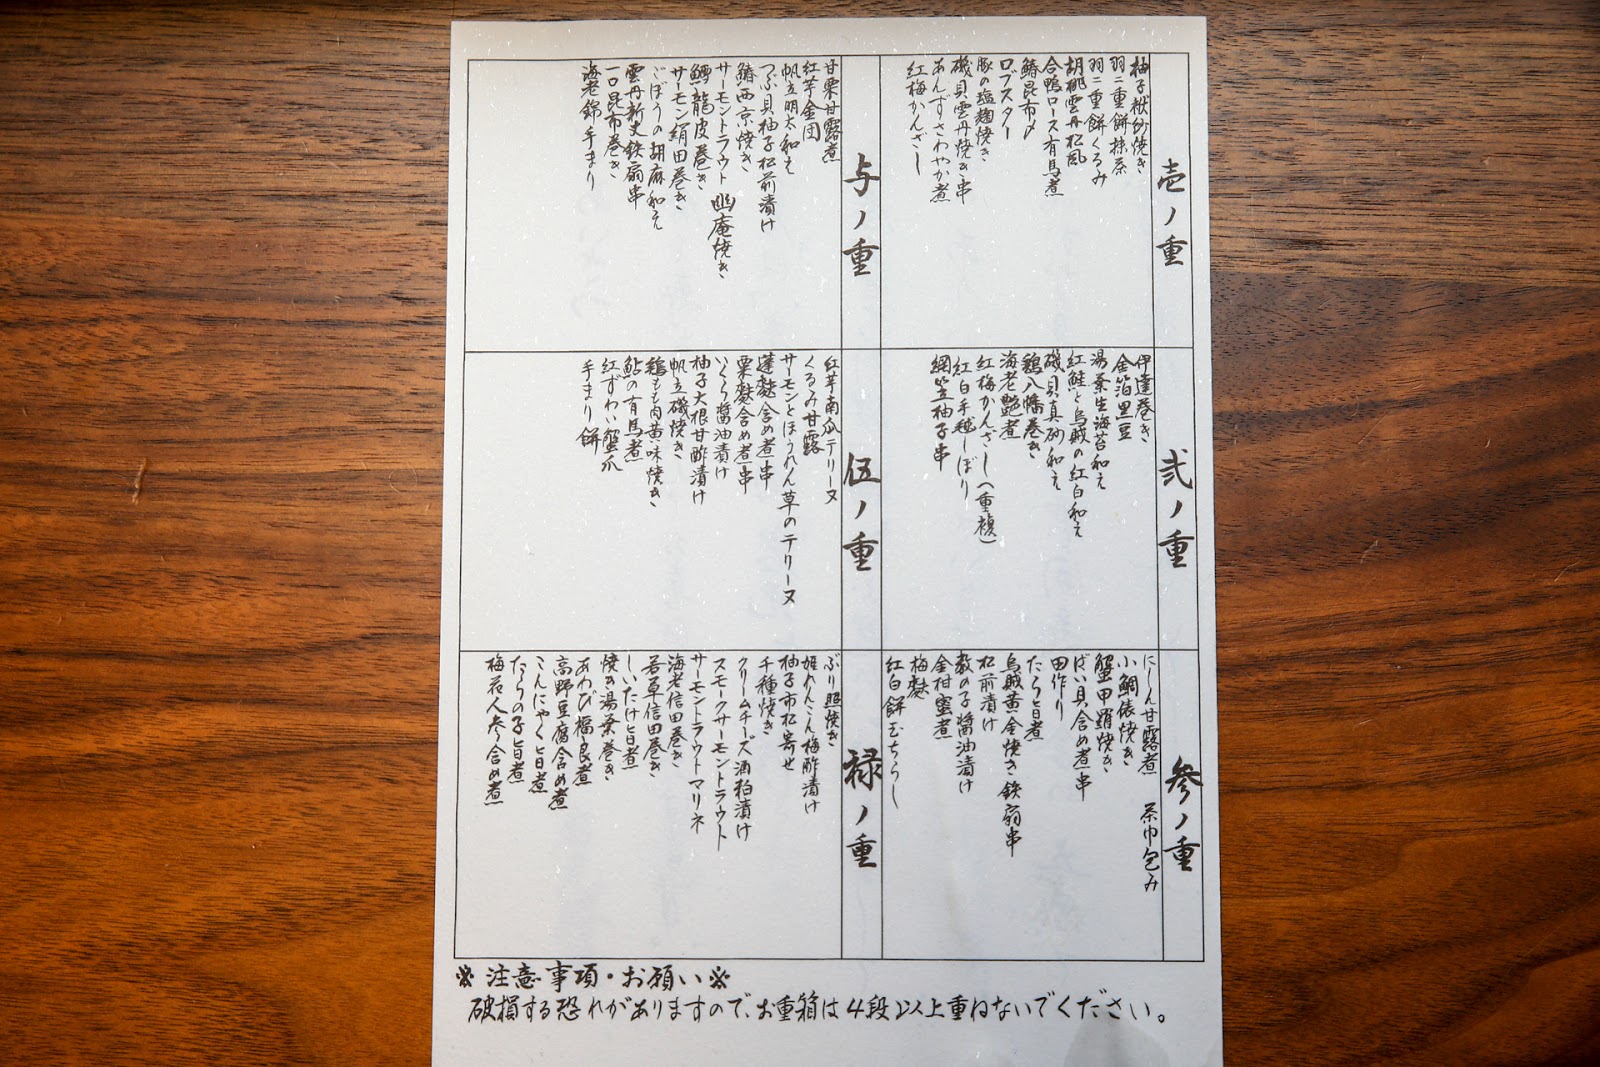 壱ノ重
柚子袱紗焼き
羽二重餅抹茶
羽二重餅くるみ
胡桃雲丹松風
合鴨ロース有馬煮
鰆昆布〆
ロブスター
豚の塩麹焼き
磯貝雲丹焼き串
あんずさわやか煮
紅梅かんざし
弐ノ重
伊達巻き
金箔黒豆
湯葉生海苔和え
紅鮭と烏賊の紅白和え
磯貝真砂和え
鶏八幡巻き
海老艶煮
紅梅かんざし(重複)
紅白手毬しぼり
網笠柚子串
参ノ重
にしん甘露煮 茶巾包み
小鯛俵焼き
蟹甲羅焼き
ばい貝含め煮串
田作り
たら旨煮
烏賊黄金焼き鉄扇串
松前漬け
数の子醤油漬け
金柑蜜煮
梅麩
紅白餅玉ちらし
与ノ重
甘栗甘露煮
紅芋金団
帆立明太和え
つぶ貝柚子松前漬け
鰆西京焼き
サーモントラウト 幽庵焼き
鱈龍皮巻き
サーモン絹田巻き
ごぼうの胡麻和え
雲丹新丈鉄扇串
一口昆布巻き
海老錦手まり
伍ノ重
紅芋南瓜テリーヌ
くるみ甘露
サーモンとほうれん草のテリーヌ
蓬麩含め煮串
粟麩含め煮串
いくら醤油漬け
柚子大根甘酢漬け
帆立磯焼き
鶏もも肉黄味焼き
鮎の有馬煮
紅ずわい蟹爪
手まり餅
禄ノ重
ぶり照焼き
姫れんこん梅酢漬け
柚子市松寄せ
千種焼き
クリームチーズ酒粕漬け
スモークサーモントラウト
サーモントラウトマリネ
海老信田巻き
若草信田巻き
しいたけ旨煮
焼き湯葉巻き
あわび福良煮
高野豆腐含め煮
こんにゃく旨煮
たらの子旨煮
梅花人参含め煮
※注意事項・お願い※
破損する恐れがありますので、お重箱は4段以上重ねないでください。